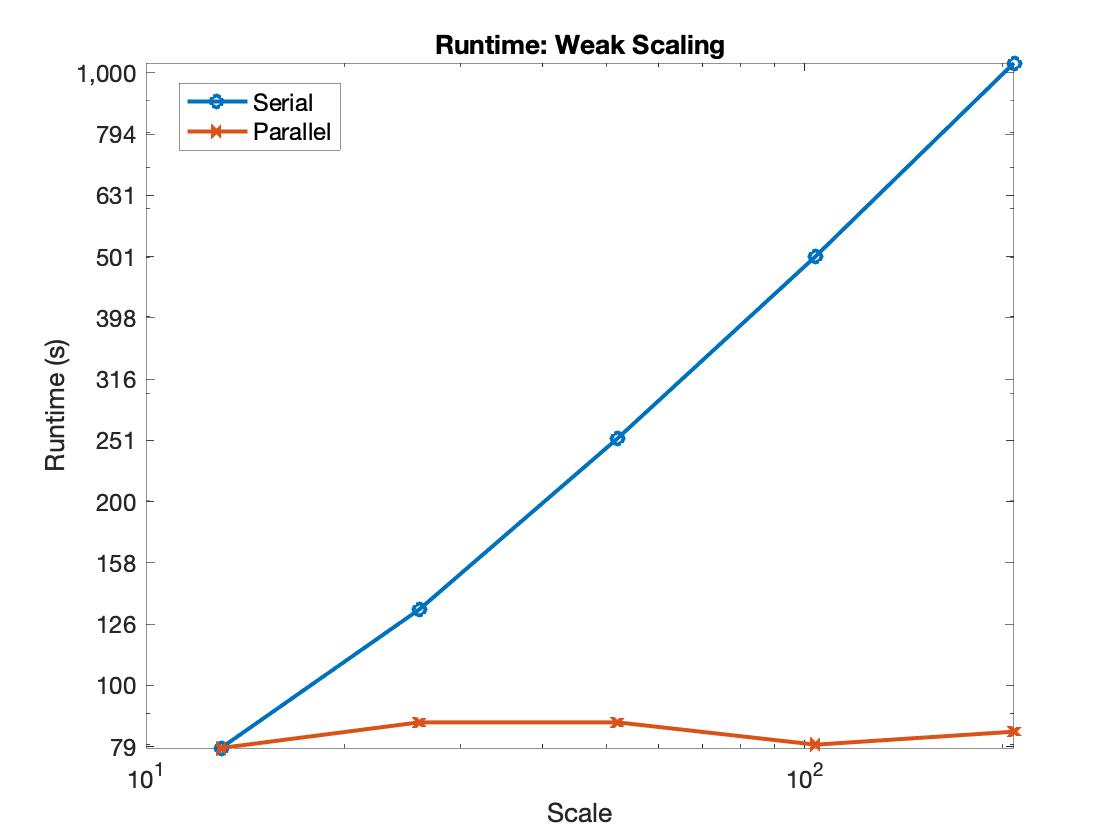 Runtime: Weak Scaling
Serial
Parallel
1,000
794
631
501
398
316
251
200
158
126
100
79
Runtime (s)
10^1
10^2
Scale